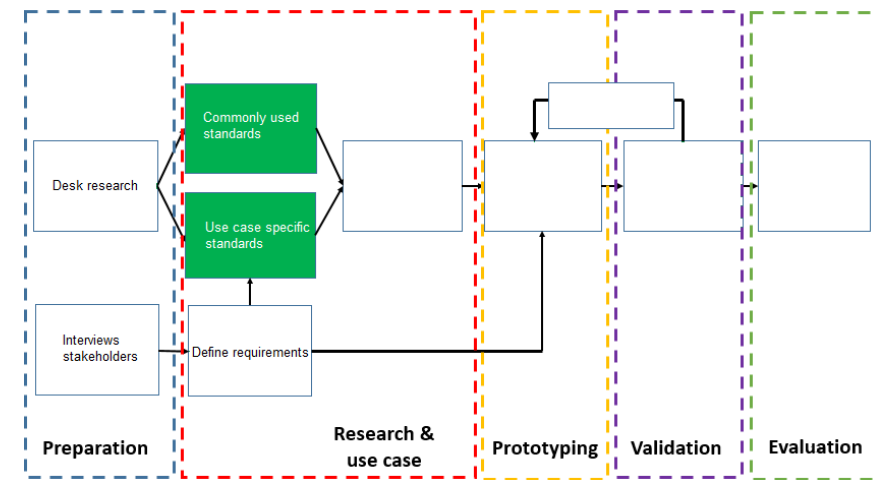 Commonly used
standards
Desk research
Use case specific
standards
Interviews
stakeholders
Define requirements
Preparation
Research &
use case
Prototyping
Validation
Evaluation